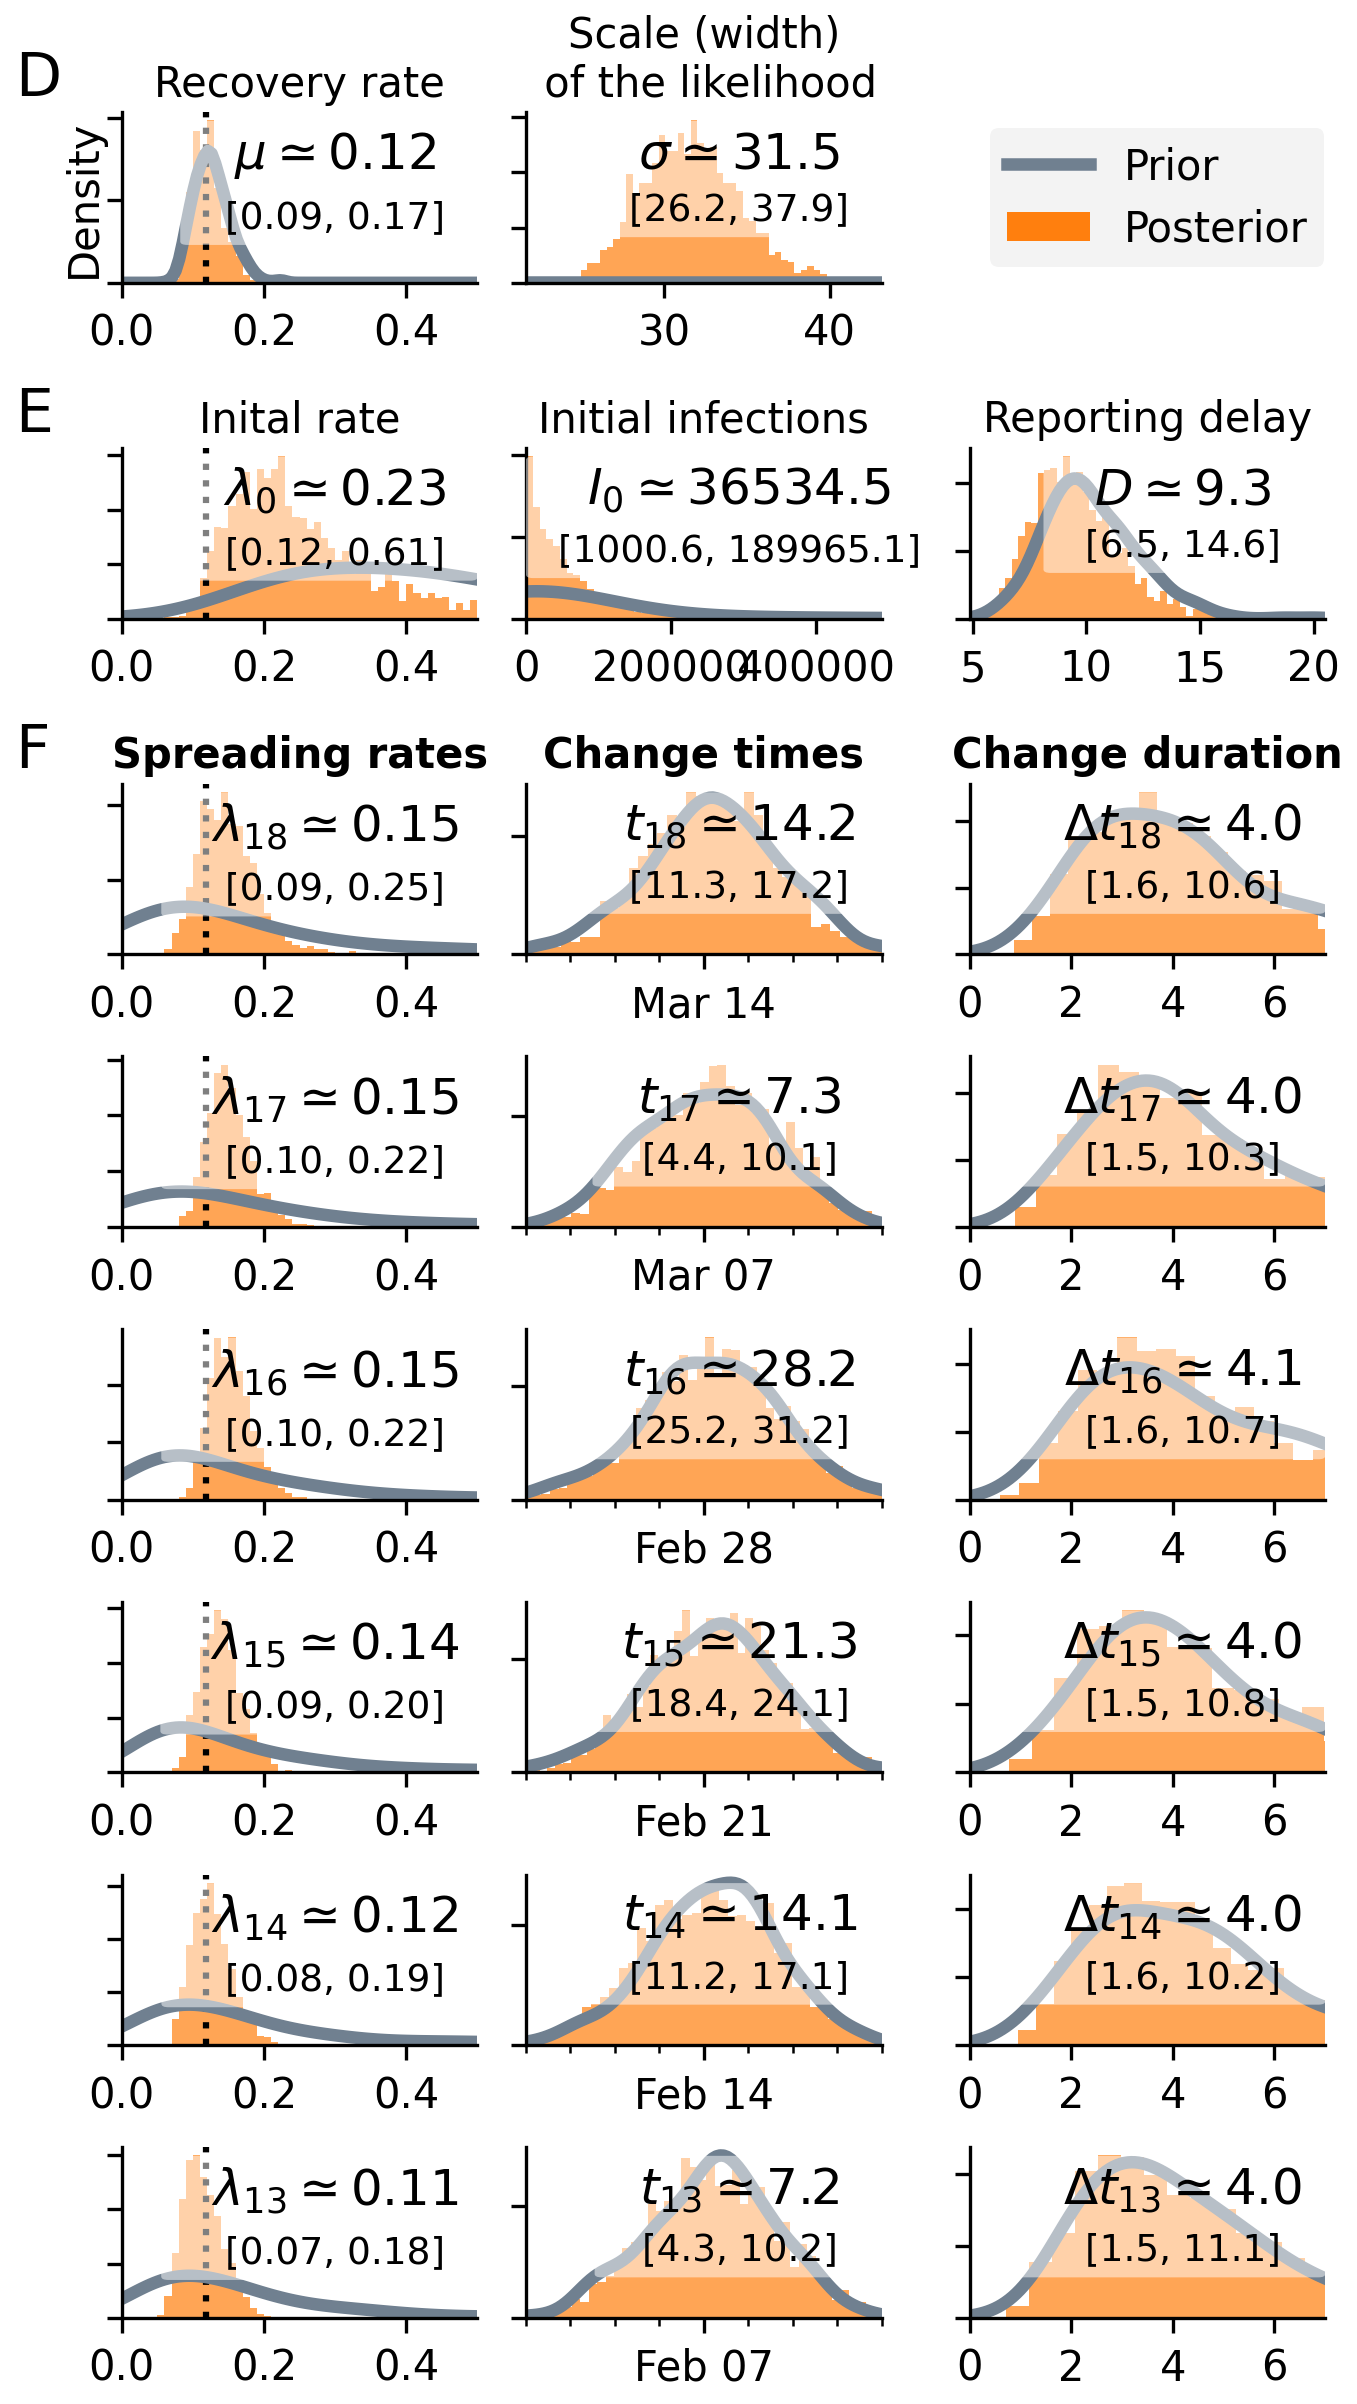 D
Recovery rate
Scale (width)
of the likelihood
Density
μ ≃ 0.12
[0.09, 0.17]
σ ≃ 31.5
[26.2, 37.9]
Prior
Posterior
0.0 0.2 0.4
30 40
E
Inital rate
Initial infections
Reporting delay
λ0 ≃ 0.23
[0.12, 0.61]
I0 ≃ 36534.5
[1000.6, 189965.1]
D ≃ 9.3
[6.5, 14.6]
0.0 0.2 0.4
0 200000 400000
5 10 15 20
F
Spreading rates
Change times
Change duration
λ18 ≃ 0.15
[0.09, 0.25]
t18 ≃ 14.2
[11.3, 17.2]
Δt18 ≃ 4.0
[1.6, 10.6]
0.0 0.2 0.4
Mar 14
0 2 4 6
λ17 ≃ 0.15
[0.10, 0.22]
t17 ≃ 7.3
[4.4, 10.1]
Δt17 ≃ 4.0
[1.5, 10.3]
0.0 0.2 0.4
Mar 07
0 2 4 6
λ16 ≃ 0.15
[0.10, 0.22]
t16 ≃ 28.2
[25.2, 31.2]
Δt16 ≃ 4.1
[1.6, 10.7]
0.0 0.2 0.4
Feb 28
0 2 4 6
λ15 ≃ 0.14
[0.09, 0.20]
t15 ≃ 21.3
[18.4, 24.1]
Δt15 ≃ 4.0
[1.5, 10.8]
0.0 0.2 0.4
Feb 21
0 2 4 6
λ14 ≃ 0.12
[0.08, 0.19]
t14 ≃ 14.1
[11.2, 17.1]
Δt14 ≃ 4.0
[1.6, 10.2]
0.0 0.2 0.4
Feb 14
0 2 4 6
λ13 ≃ 0.11
[0.07, 0.18]
t13 ≃ 7.2
[4.3, 10.2]
Δt13 ≃ 4.0
[1.5, 11.1]
0.0 0.2 0.4
Feb 07
0 2 4 6